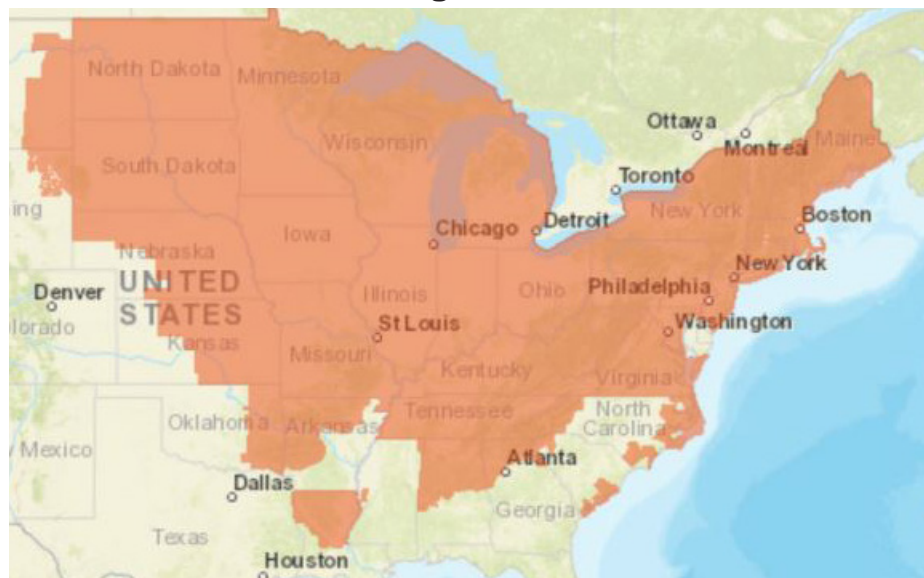 North Dakota
Minnesota
Ottawa
Wisconsin
Montreal
Maine
South Dakota
Toronto
ing
New York
Boston
Iowa
Chicago
Detroit
Nebraska
New York
Denver
UNITED
STATES
Illinois
Ohio
Philadelphia
olorado
St Louis
Washington
Kansas
Missouri
Kentucky
Virginia
Tennessee
North
Carolina
Oklahoma
Arkansas
Mexico
Atlanta
Dallas
Georgia
Texas
Houston